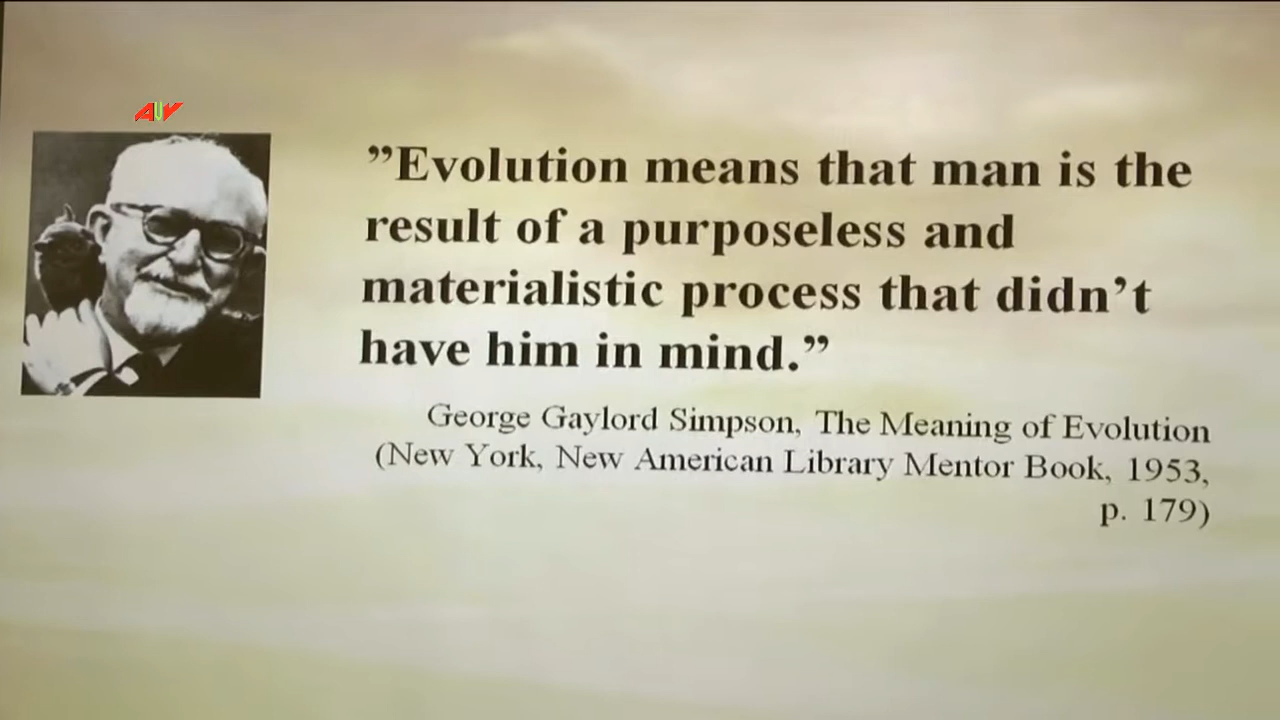 AUV
”Evolution means that man is the
result of a purposeless and
materialistic process that didn’t
have him in mind.”
George Gaylord Simpson, The Meaning of Evolution
(New York, New American Library Mentor Book, 1953,
p. 179)